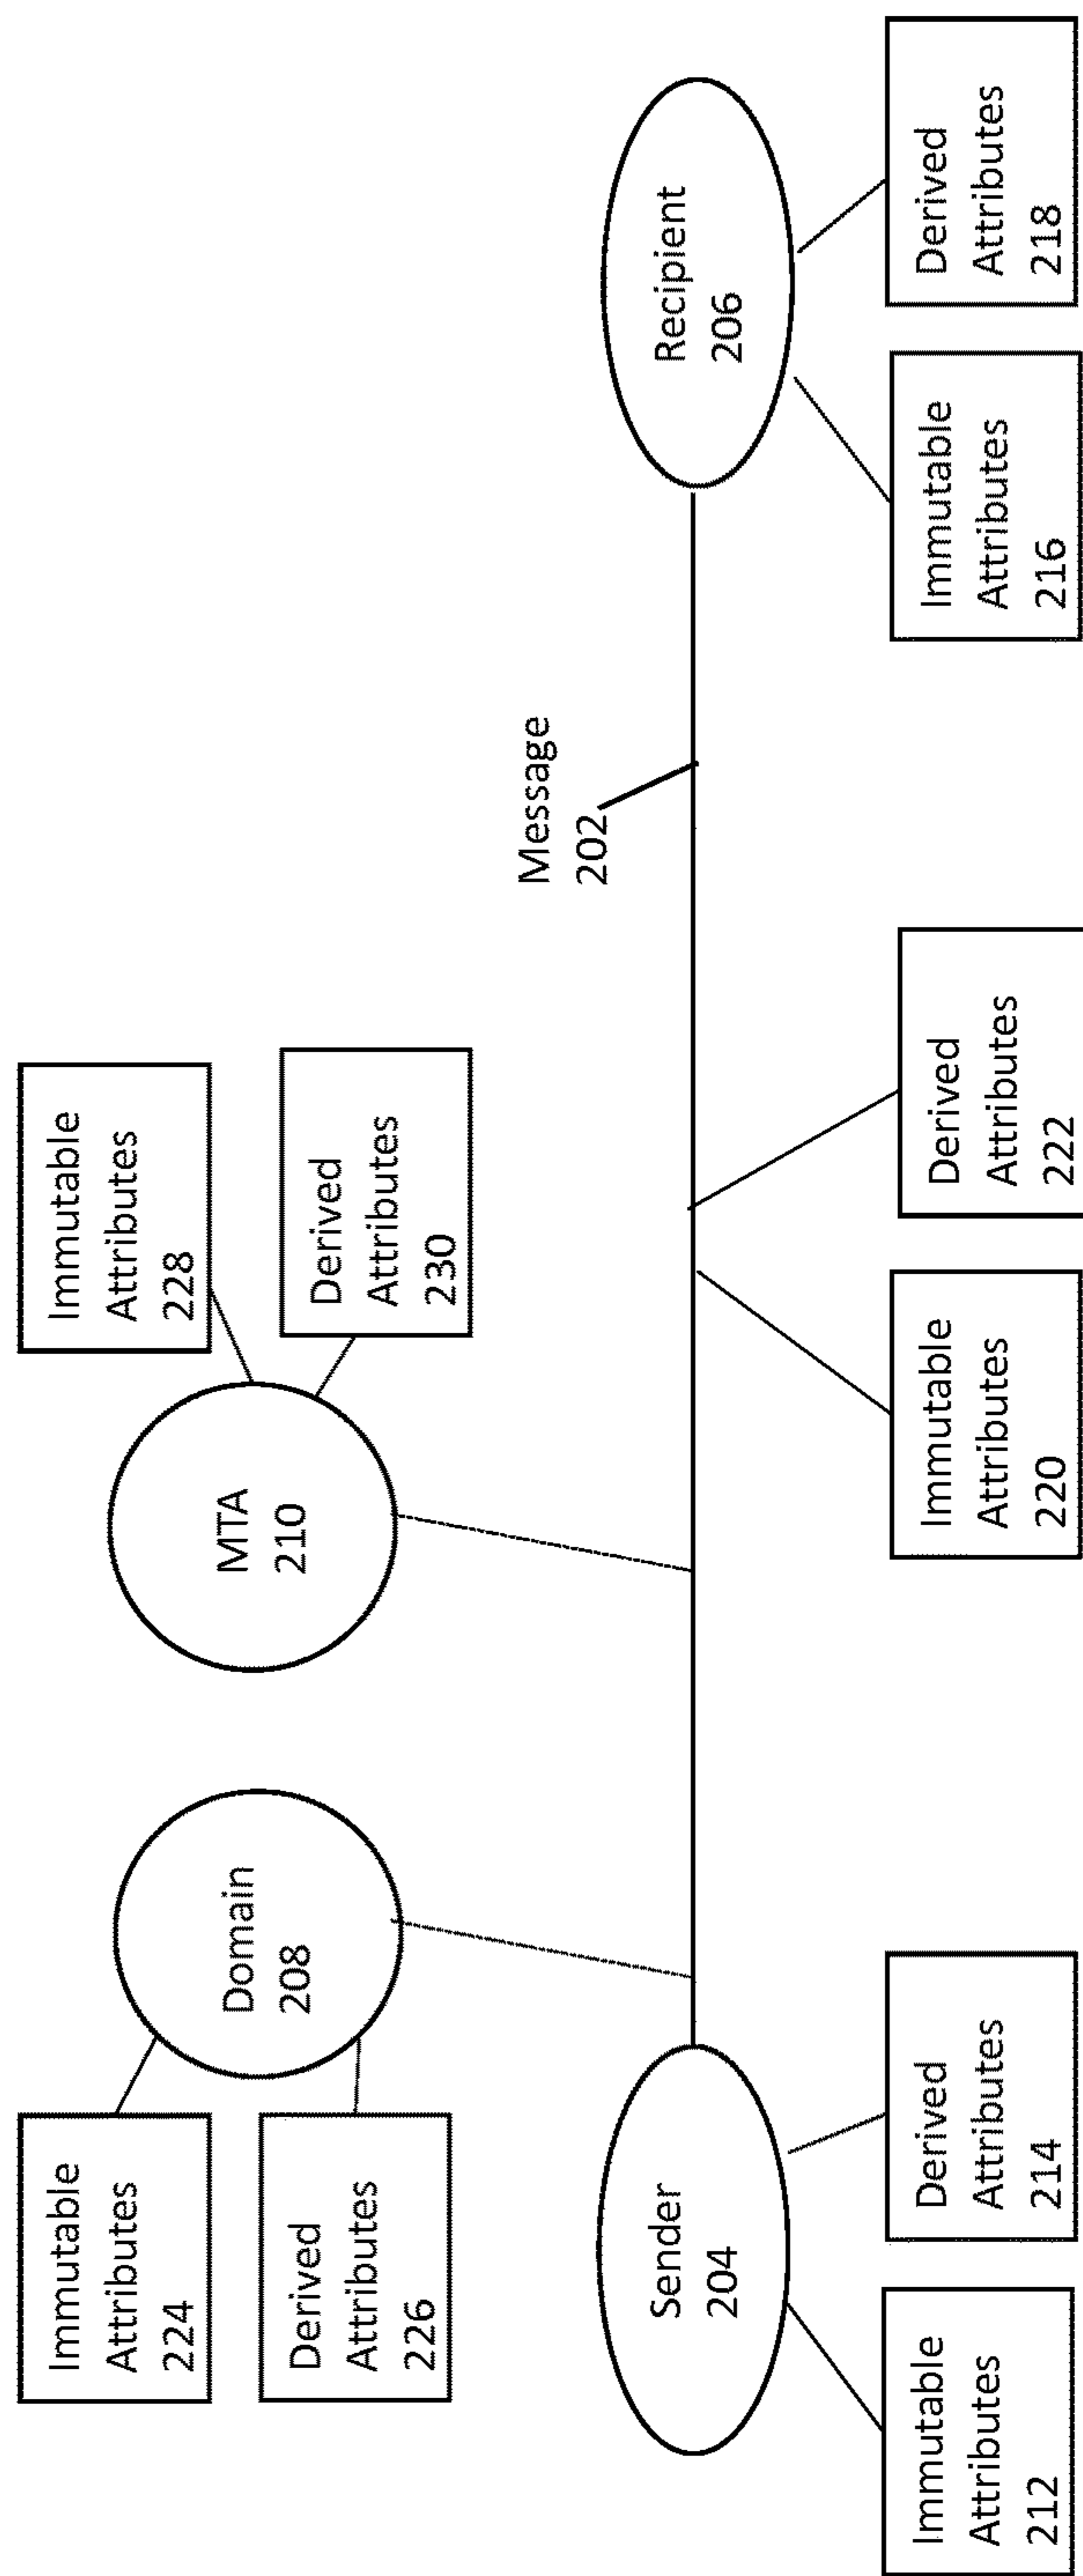 Immutable
Attributes
224
Derived
Attributes
226
Domain
208
MTA
210
Immutable
Attributes
228
Derived
Attributes
230
Message
202
Sender
204
Recipient
206
Immutable
Attributes
212
Derived
Attributes
214
Immutable
Attributes
220
Derived
Attributes
222
Immutable
Attributes
216
Derived
Attributes
218